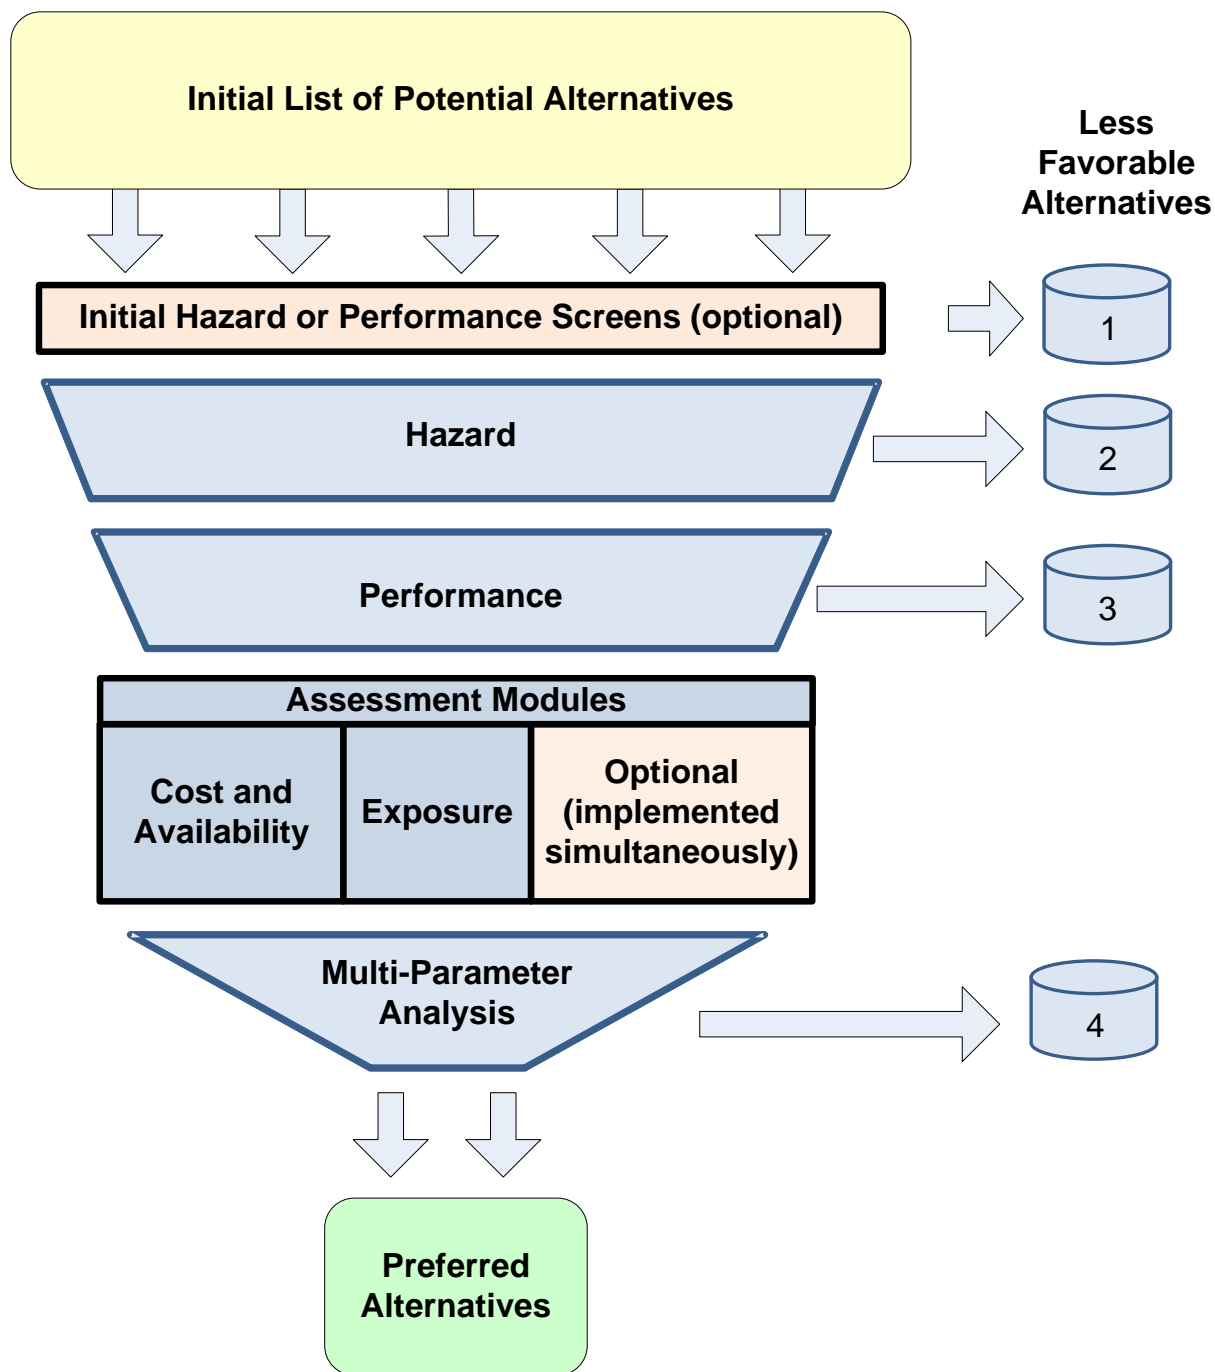 Initial List of Potential Alternatives
Less
Favorable
Alternatives
Initial Hazard or Performance Screens (optional)
1
Hazard
2
Performance
3
Assessment Modules
Cost and
Availability
Exposure
Optional
(implemented
simultaneously)
Multi-Parameter
Analysis
4
Preferred
Alternatives